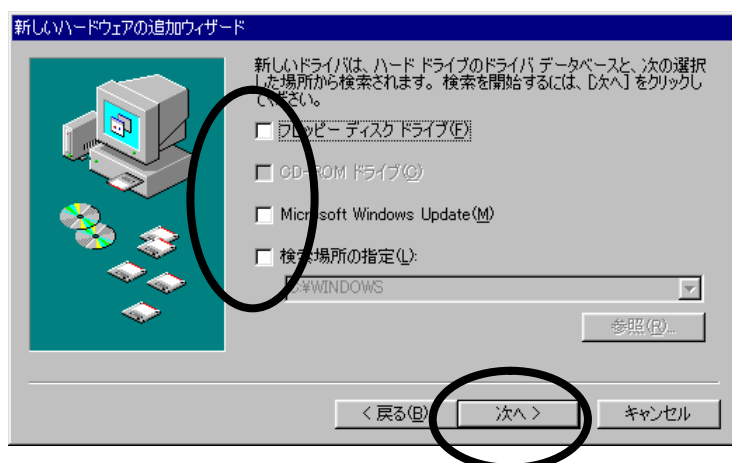 新しいハードウェアの追加ウィザード
新しいドライバは、ハード ドライブのドライバ データベースと、次の選択
した場所から検索されます。検索を開始するには、[次へ] をクリックし
てください。
フロッピー ディスク ドライブ(F)
CD-ROM ドライブ(C)
Microsoft Windows Update(M)
検索場所の指定(L):
C:¥WINDOWS
参照(R)...
< 戻る(B)
次へ >
キャンセル